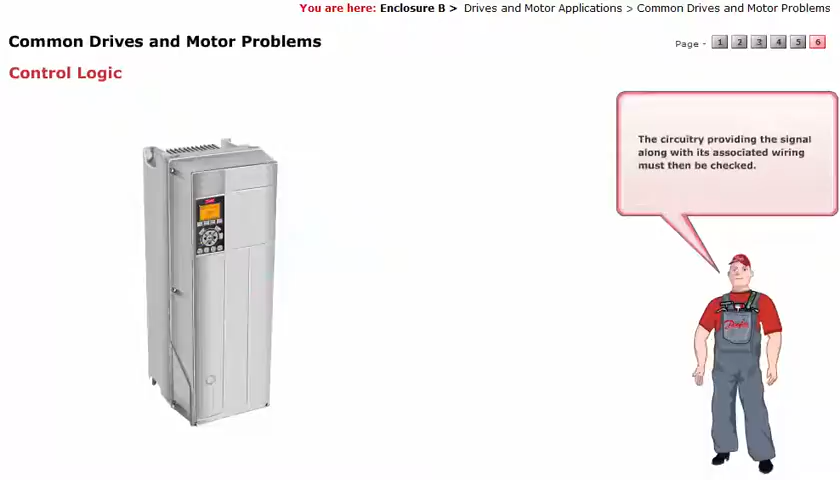 You are here: Enclosure B > Drives and Motor Applications > Common Drives and Motor Problems
Common Drives and Motor Problems
Page - 1 2 3 4 5 6
Control Logic
The circuitry providing the signal
along with its associated wiring
must then be checked.
Danfoss